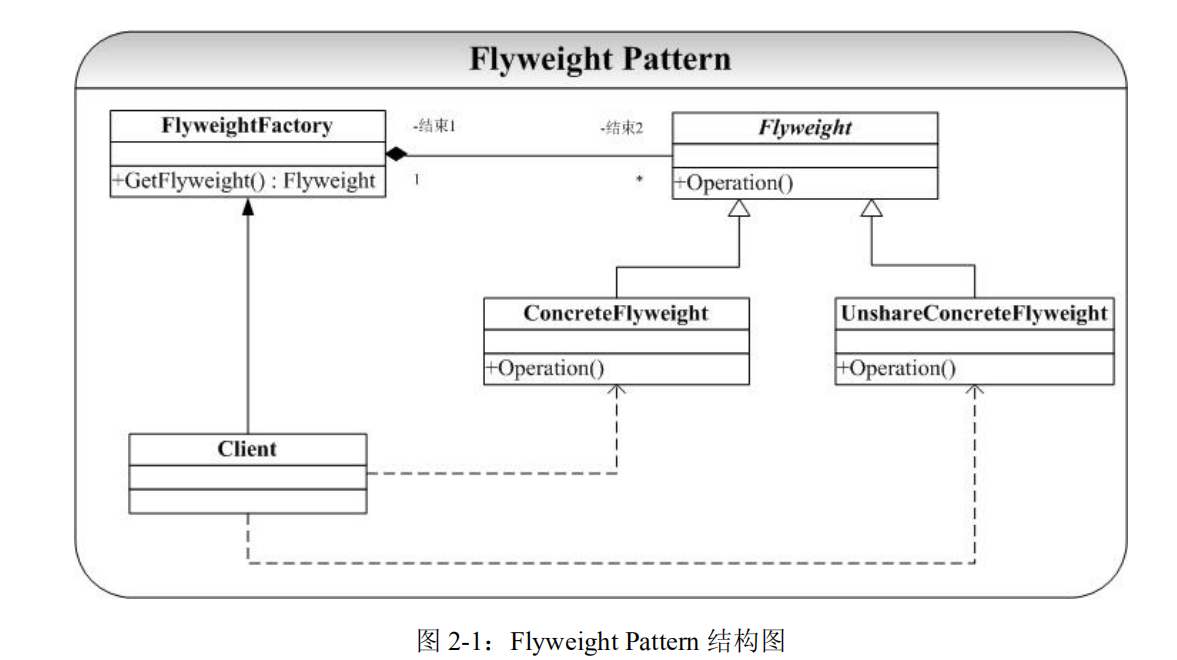 Flyweight Pattern
FlyweightFactory
+GetFlyweight() : Flyweight
-结束1
-结束2
1
*
Flyweight
+Operation()
ConcreteFlyweight
+Operation()
UnshareConcreteFlyweight
+Operation()
Client
图 2-1：Flyweight Pattern 结构图